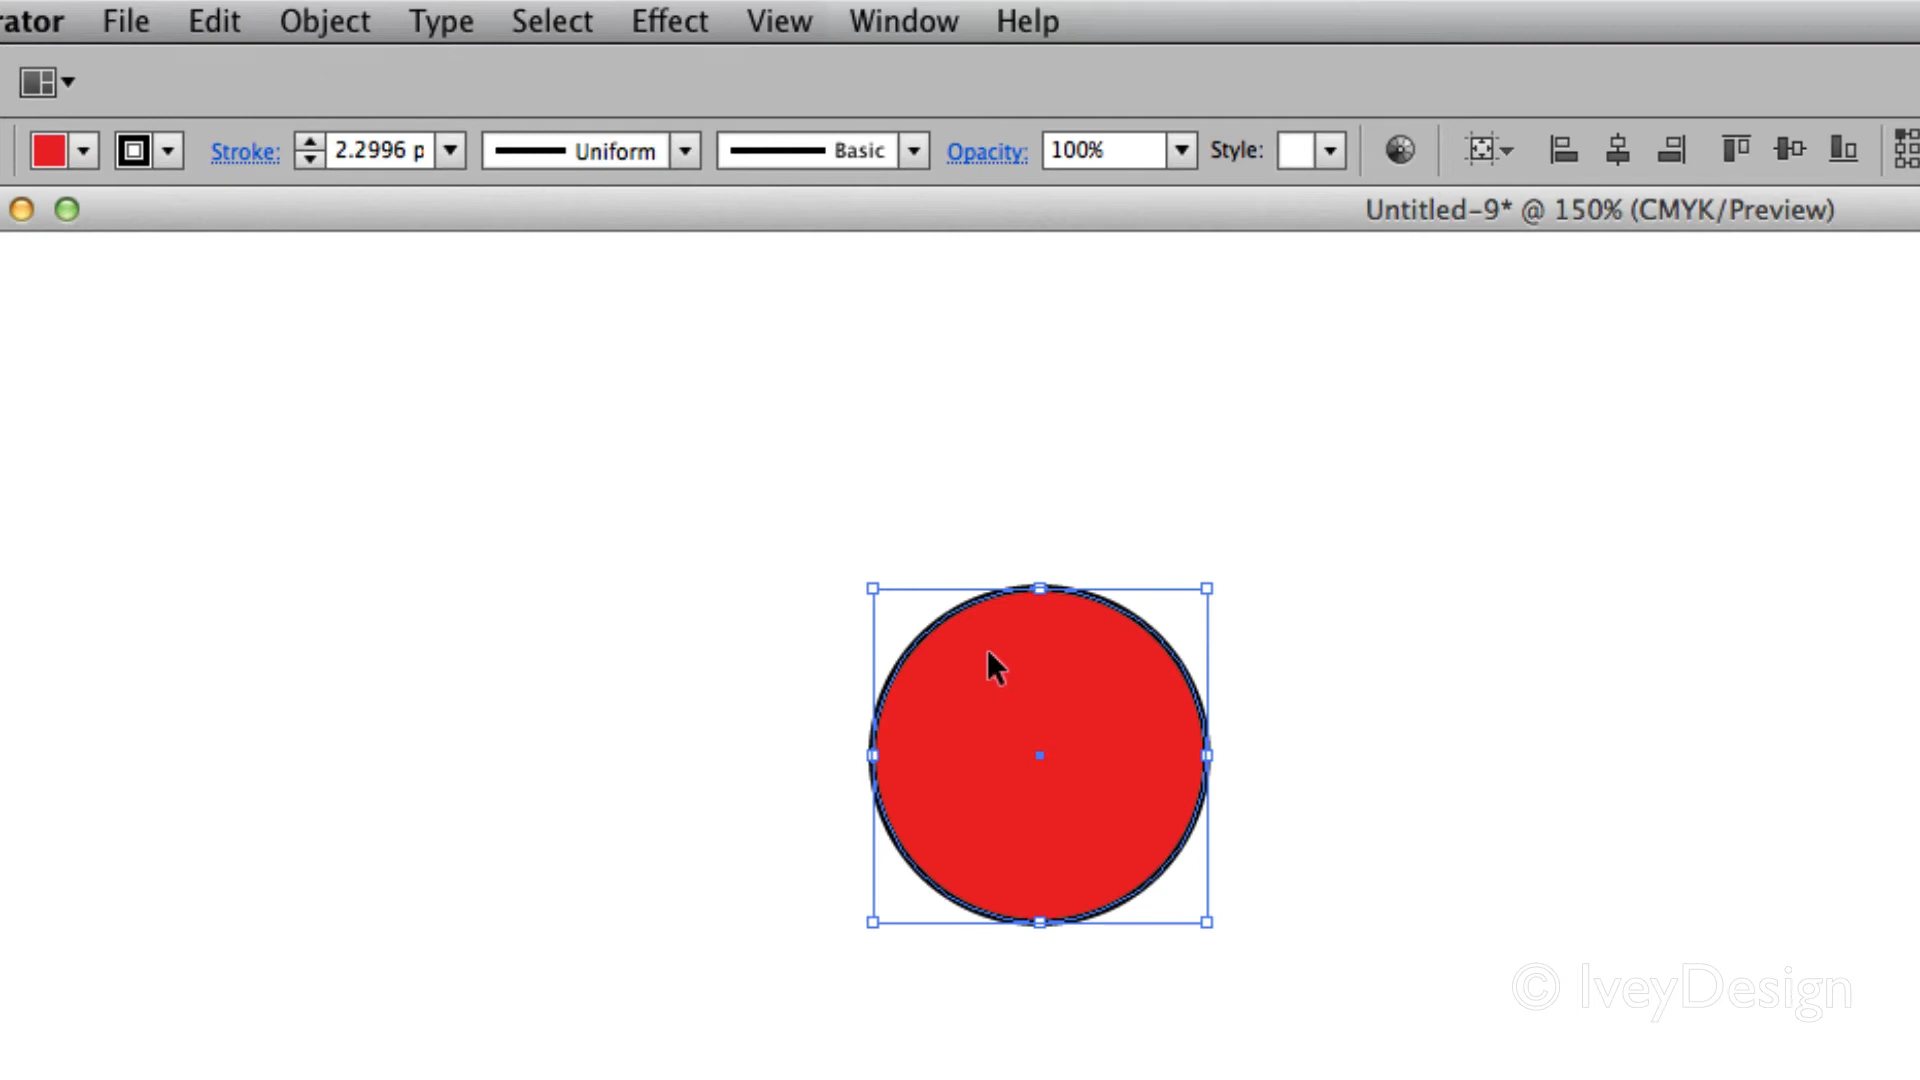 rator File Edit Object Type Select Effect View Window Help
Stroke: 2.2996 p Uniform Basic Opacity: 100% Style:
Untitled-9* @ 150% (CMYK/Preview)
© IveyDesign